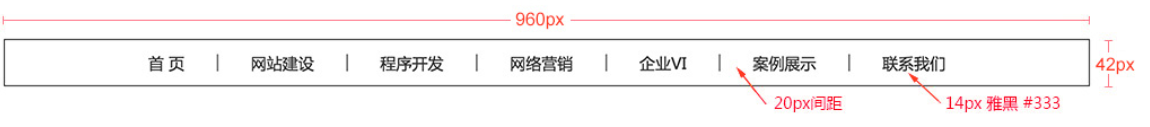 960px
首 页 | 网站建设 | 程序开发 | 网络营销 | 企业VI | 案例展示 | 联系我们
42px
20px间距
14px 雅黑 #333